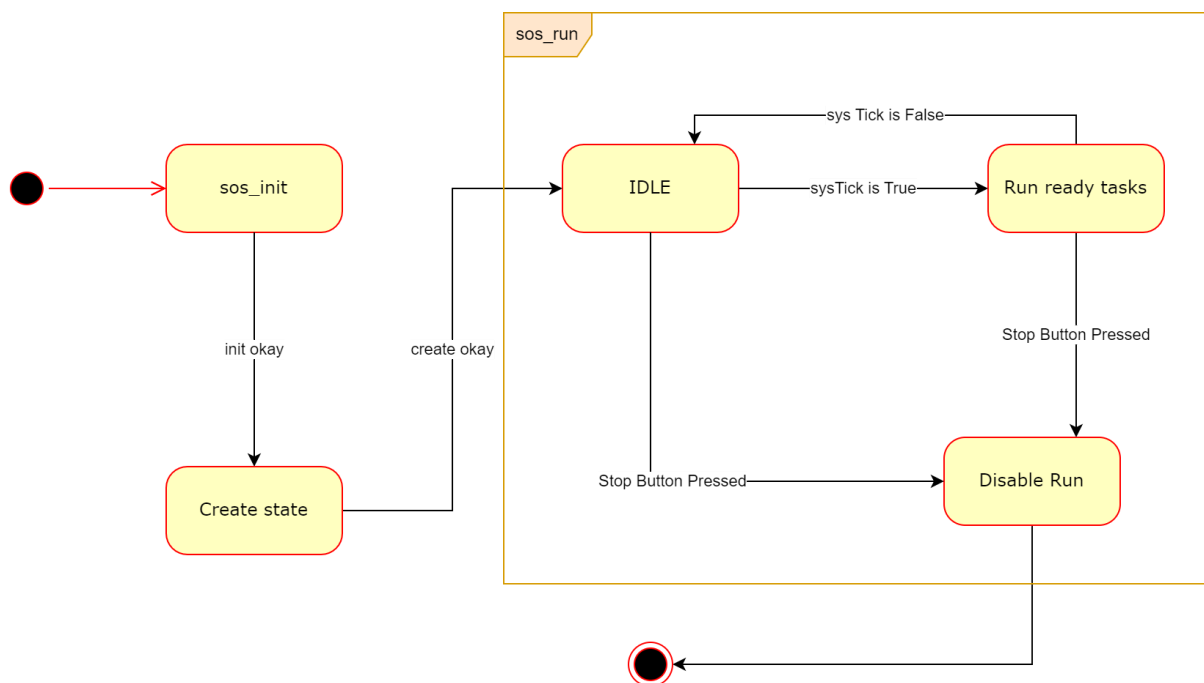 sos_run
sys Tick is False
sos_init
IDLE
sysTick is True
Run ready tasks
init okay
create okay
Stop Button Pressed
Stop Button Pressed
Disable Run
Create state